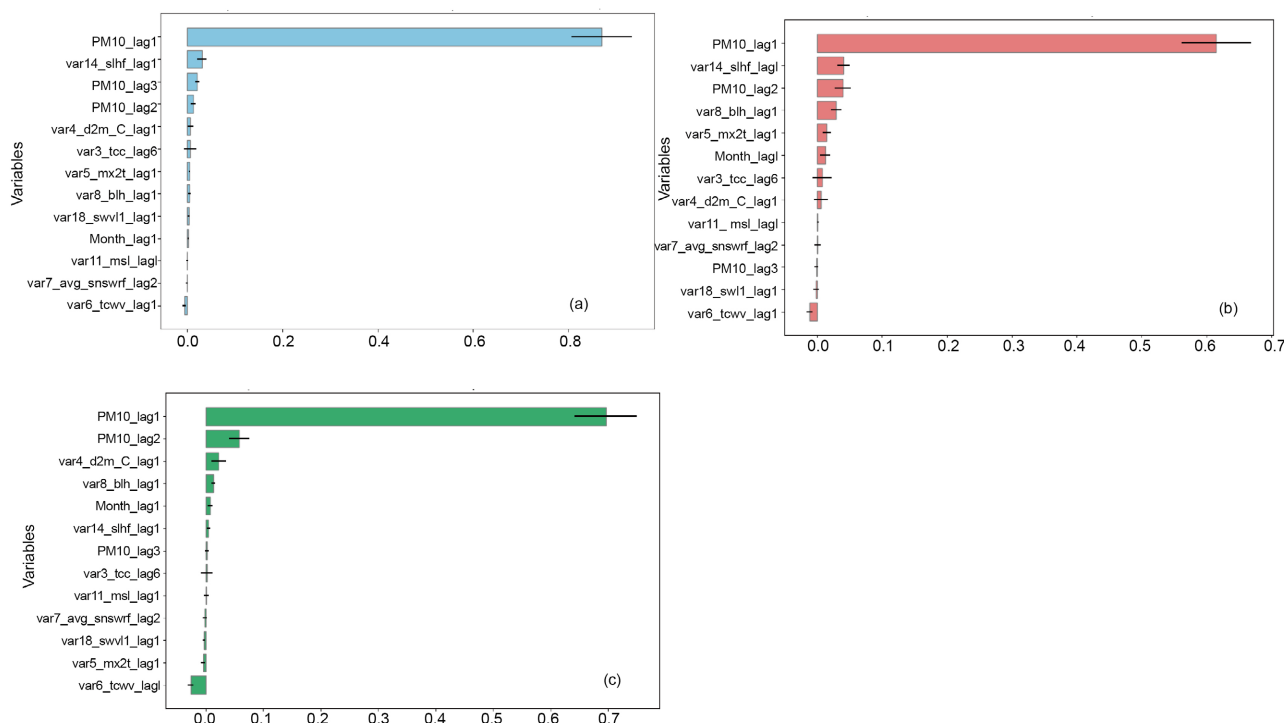 PM10_lag1
var14_slhf_lag1
PM10_lag3
PM10_lag2
var4_d2m_C_lag1
var3_tcc_lag6
var5_mx2t_lag1
var8_blh_lag1
var18_swvl1_lag1
Month_lag1
var11_msl_lagl
var7_avg_snswrf_lag2
var6_tcwv_lag1
Variables
(a)
0.0 0.2 0.4 0.6 0.8
PM10_lag1
var14_slhf_lagl
PM10_lag2
var8_blh_lag1
var5_mx2t_lag1
Month_lagl
var3_tcc_lag6
var4_d2m_C_lag1
var11_ msl_lagl
var7_avg_snswrf_lag2
PM10_lag3
var18_swl1_lag1
var6_tcwv_lag1
Variables
(b)
0.0 0.1 0.2 0.3 0.4 0.5 0.6 0.7
PM10_lag1
PM10_lag2
var4_d2m_C_lag1
var8_blh_lag1
Month_lag1
var14_slhf_lag1
PM10_lag3
var3_tcc_lag6
var11_msl_lag1
var7_avg_snswrf_lag2
var18_swvl1_lag1
var5_mx2t_lag1
var6_tcwv_lagl
Variables
(c)
0.0 0.1 0.2 0.3 0.4 0.5 0.6 0.7